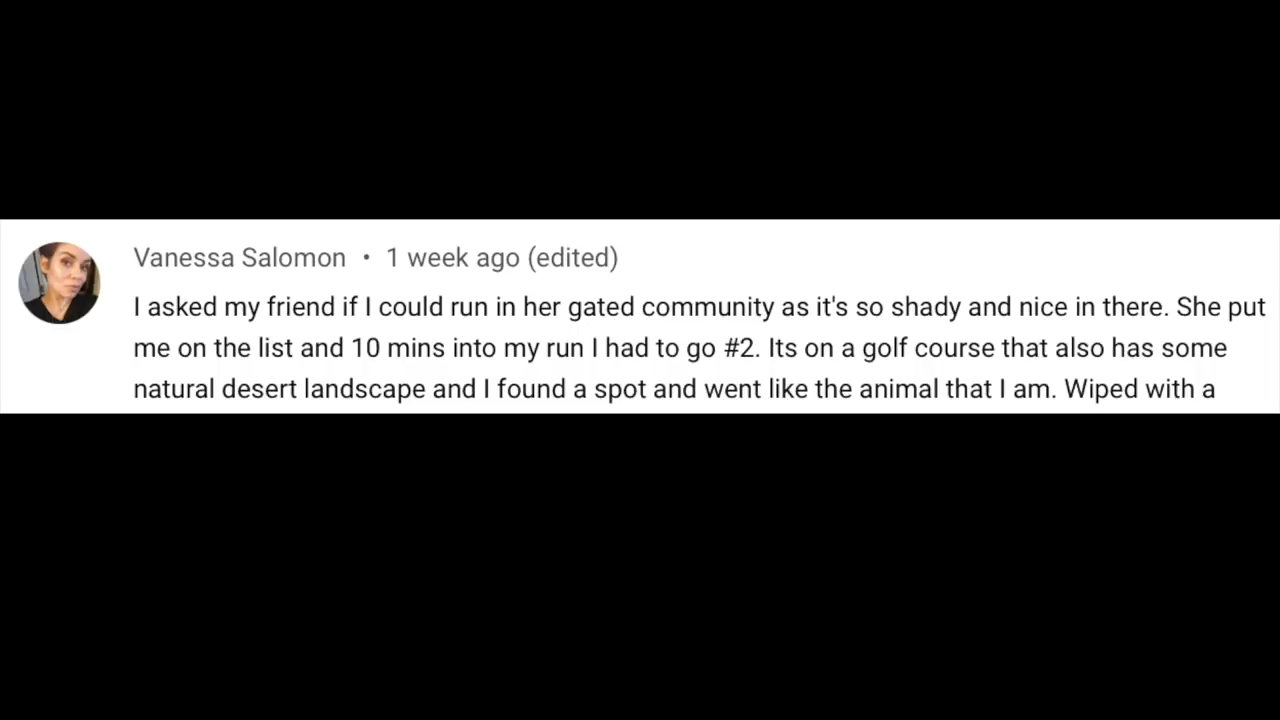 Vanessa Salomon • 1 week ago (edited)
I asked my friend if I could run in her gated community as it's so shady and nice in there. She put
me on the list and 10 mins into my run I had to go #2. Its on a golf course that also has some
natural desert landscape and I found a spot and went like the animal that I am. Wiped with a